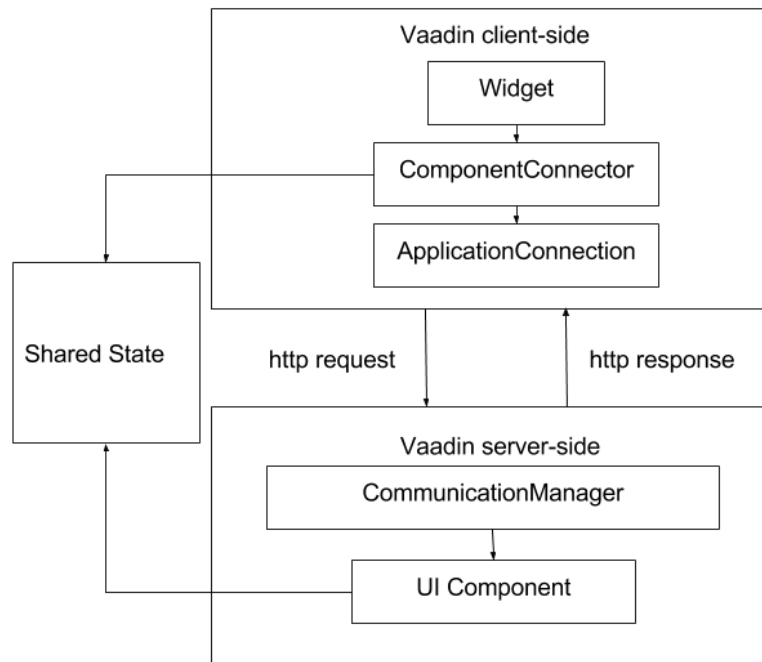 Vaadin client-side
Widget
ComponentConnector
ApplicationConnection
Shared State
http request
http response
Vaadin server-side
CommunicationManager
UI Component